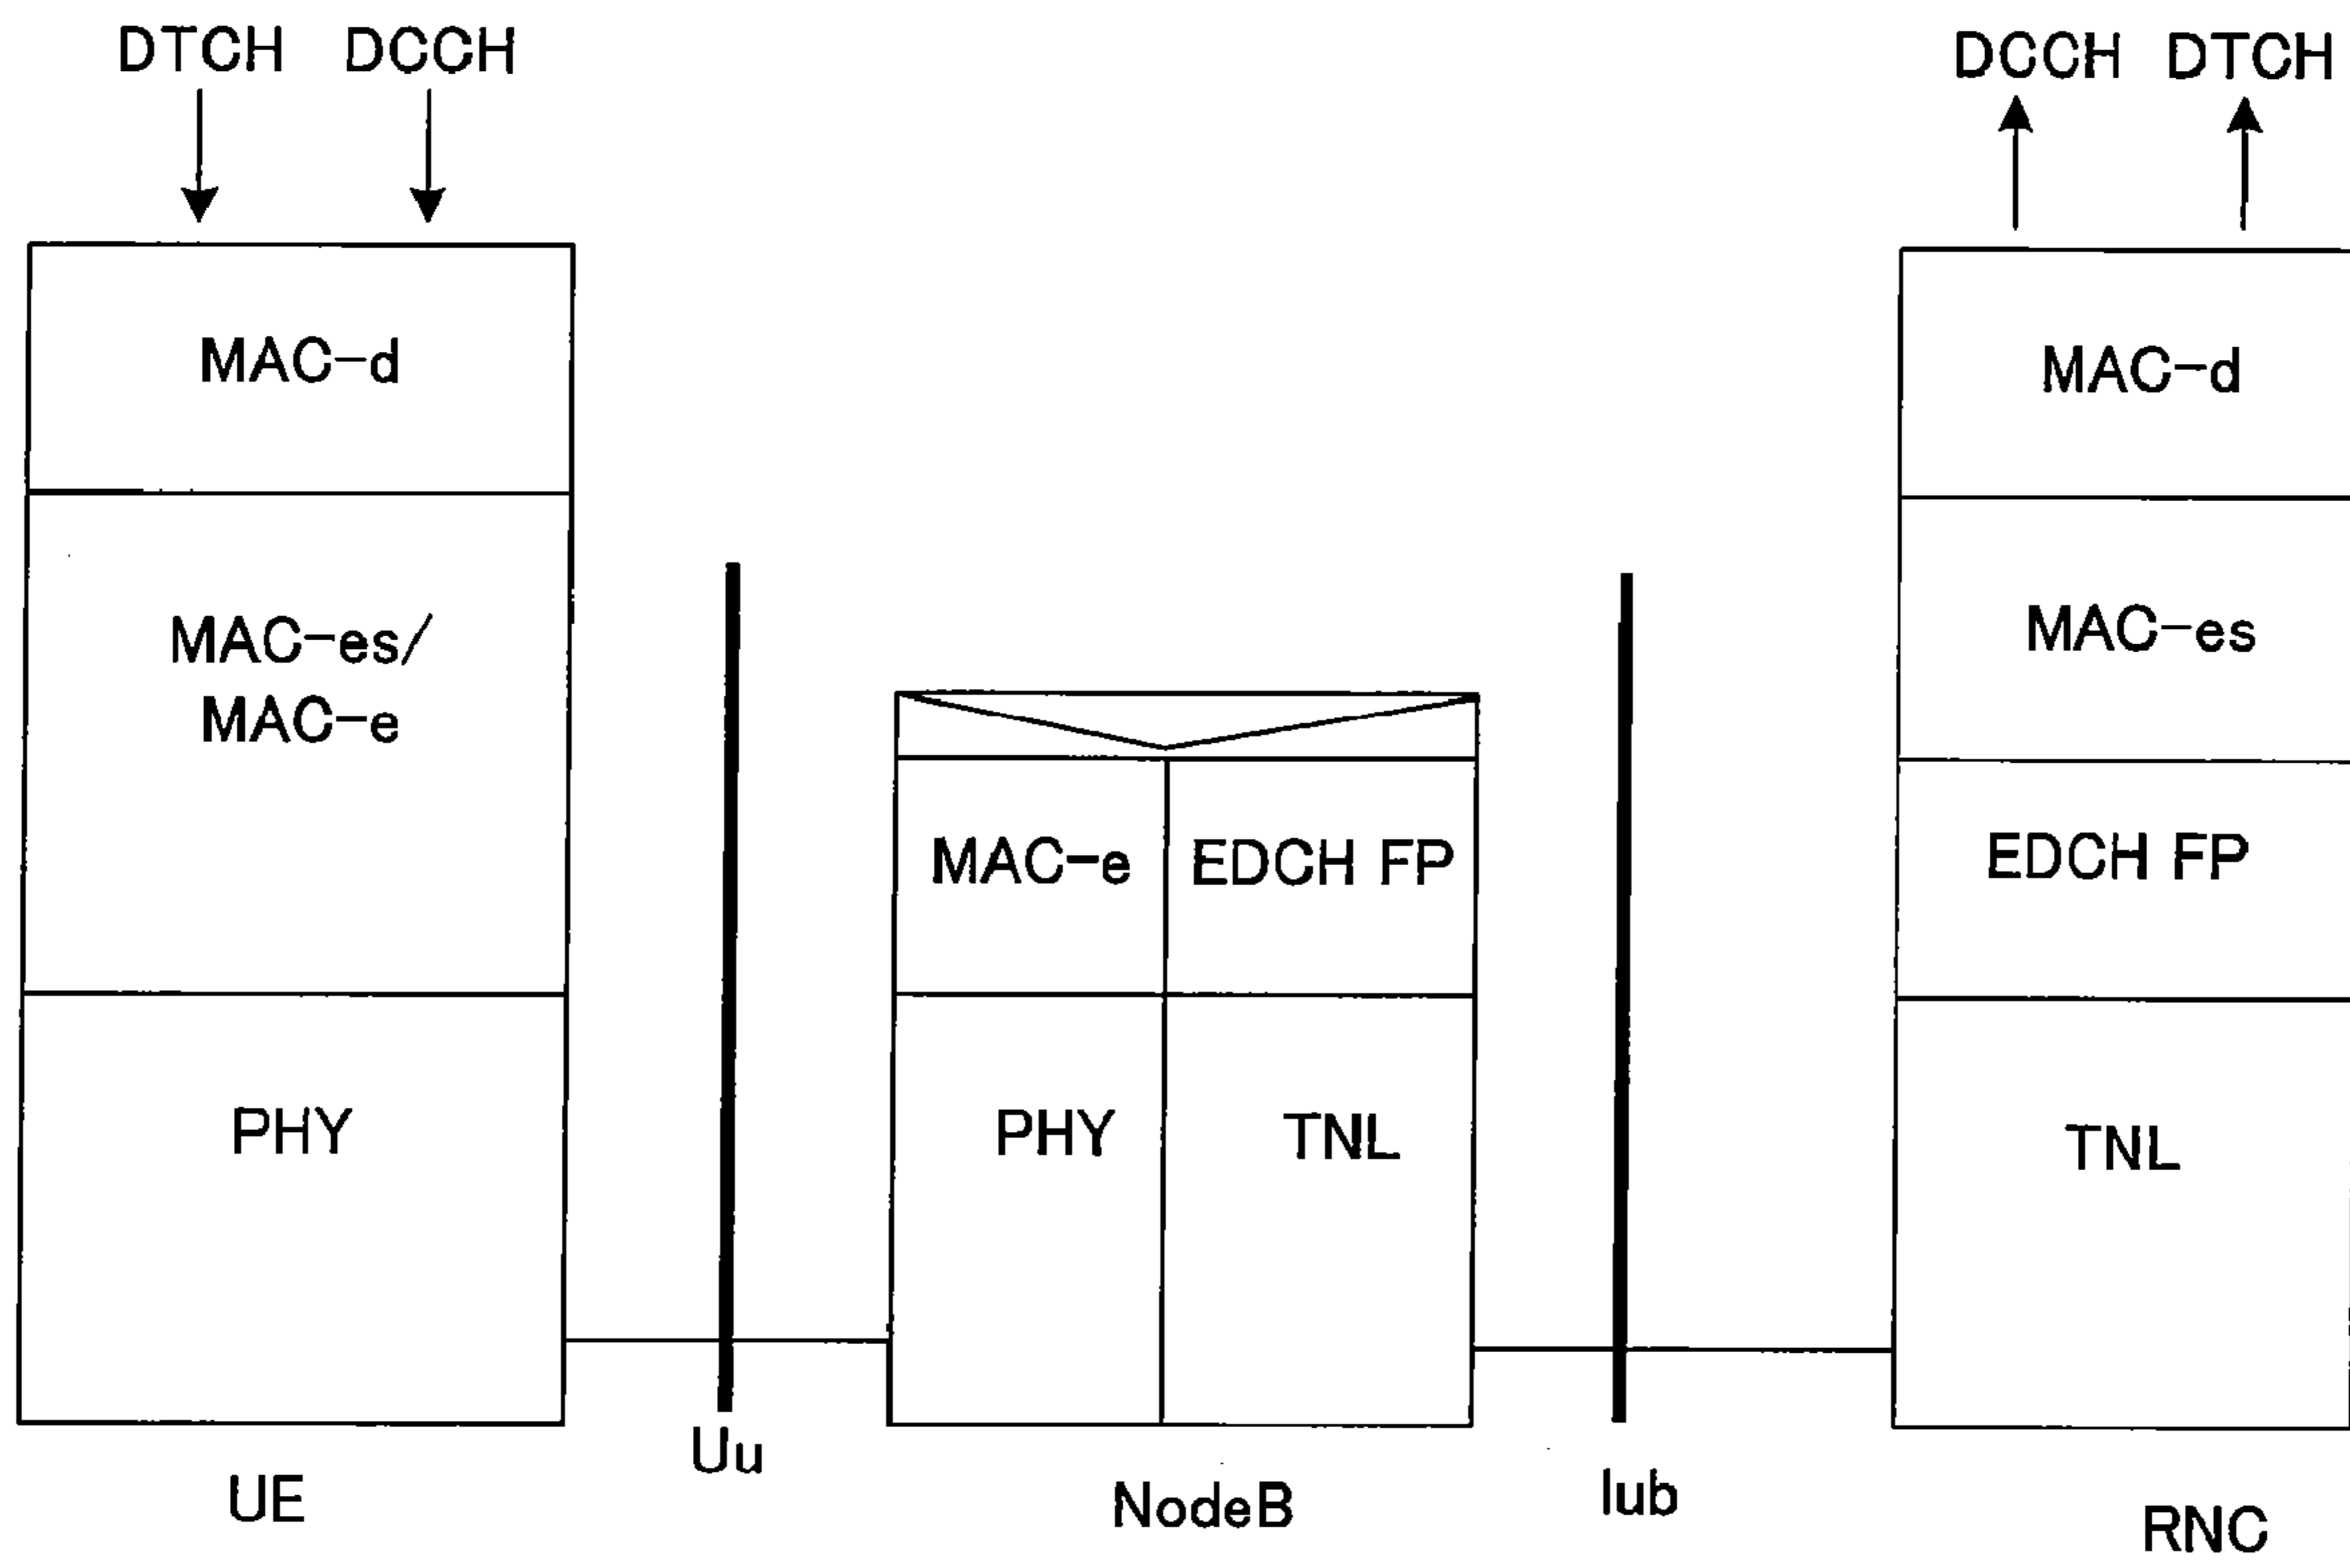 DTCH DCCH
DCCH DTCH
MAC-d
MAC-d
MAC-es/
MAC-e
MAC-es
MAC-e
EDCH FP
EDCH FP
PHY
PHY
TNL
TNL
Uu
Iub
UE
NodeB
RNC